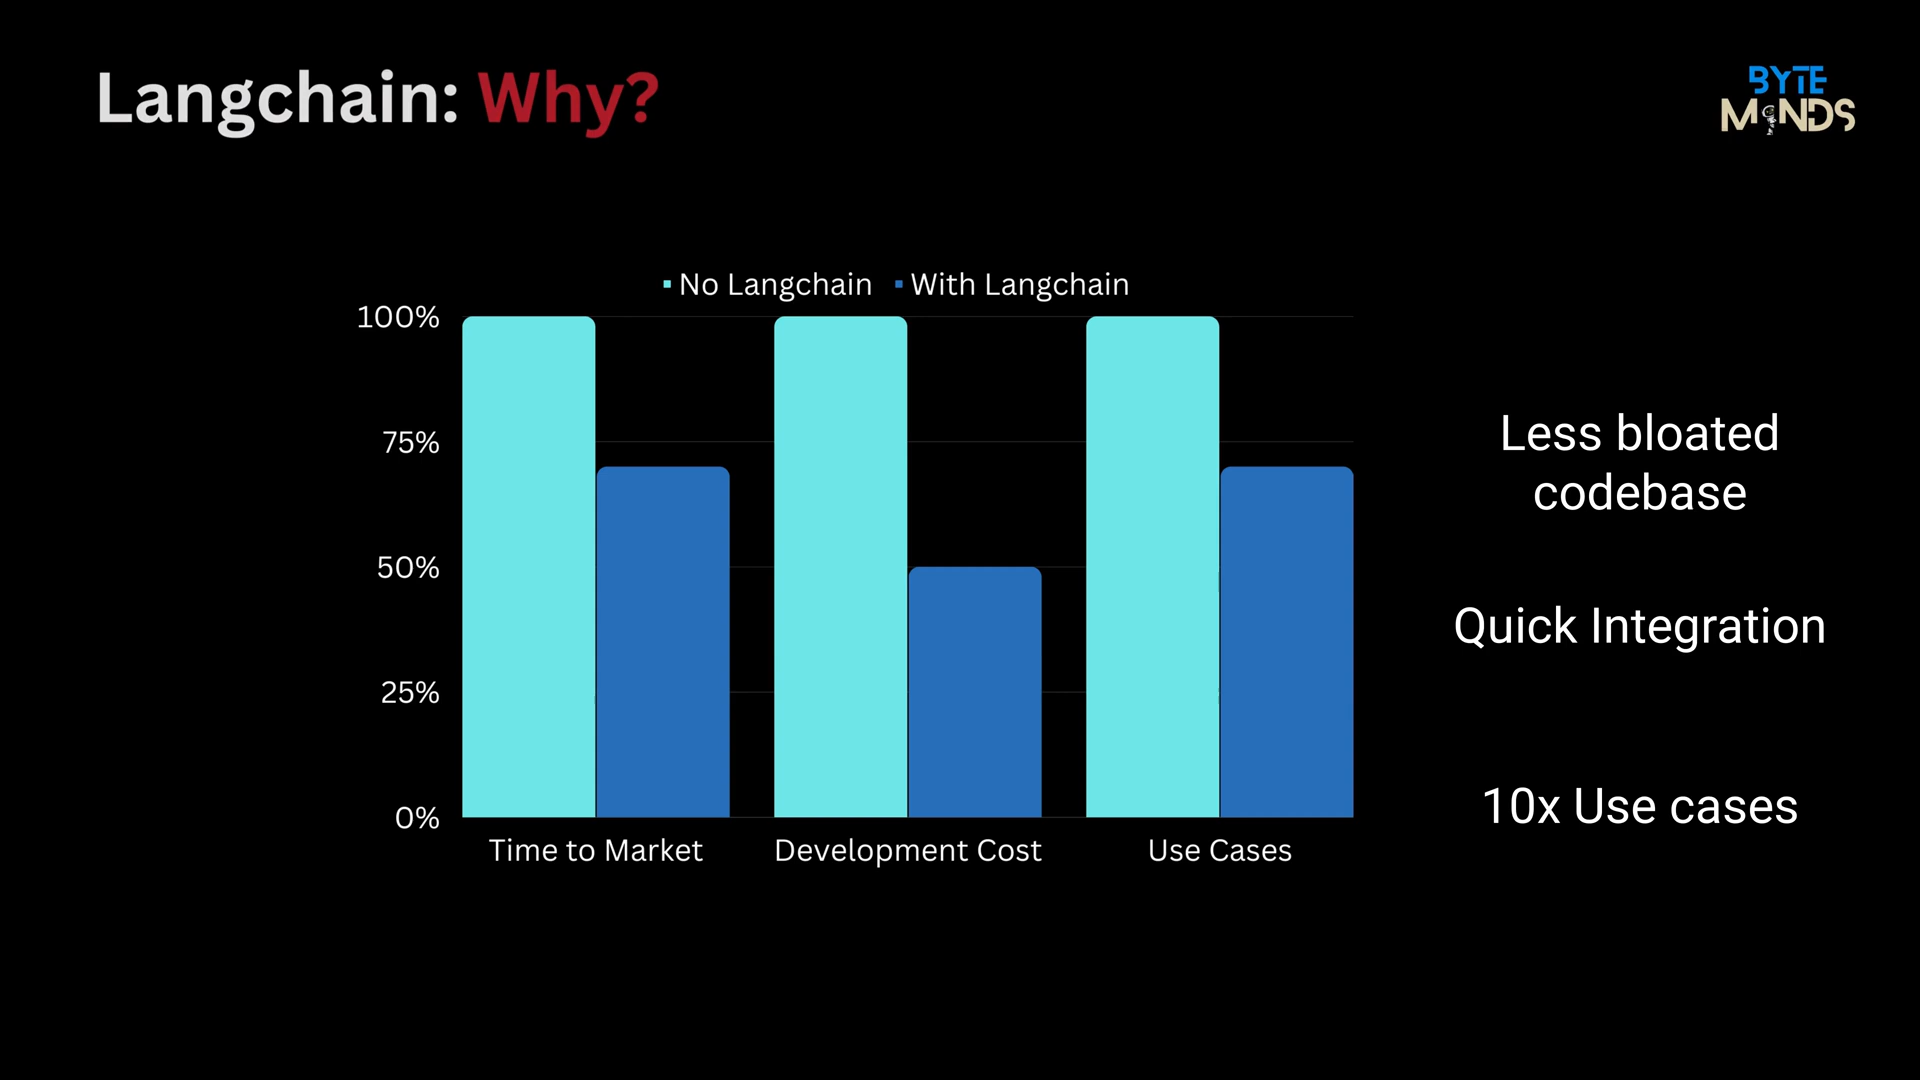 Langchain: Why?
BYTE
MINDS
No Langchain With Langchain
100%
75%
50%
25%
0%
Time to Market Development Cost Use Cases
Less bloated
codebase
Quick Integration
10x Use cases